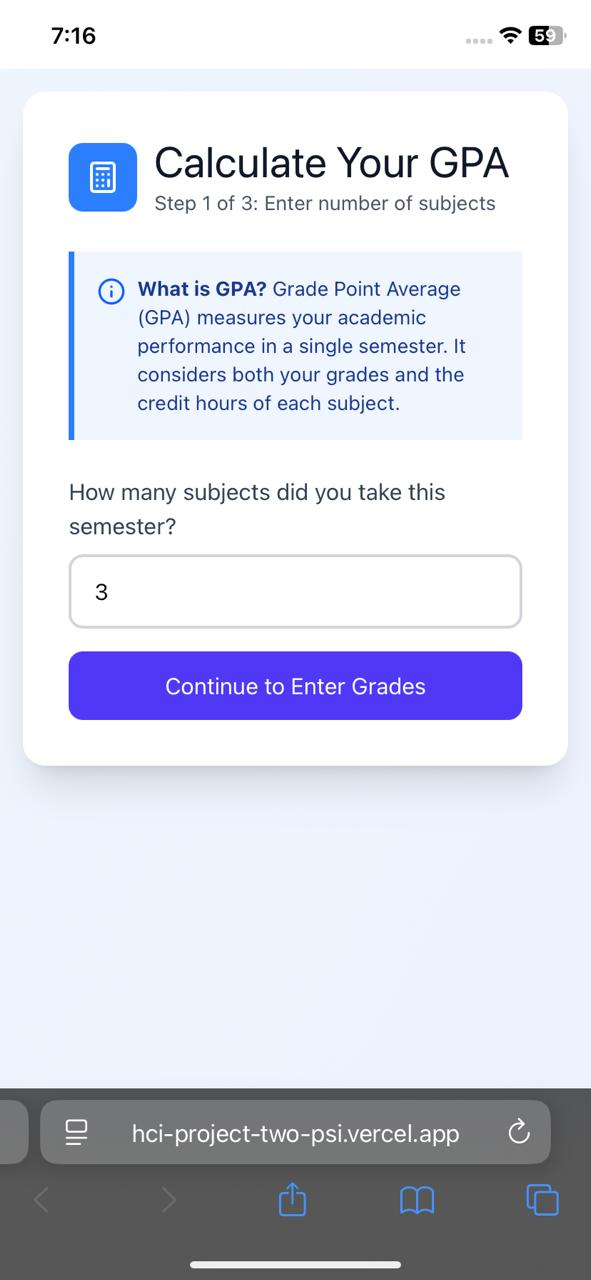 7:16
59
Calculate Your GPA
Step 1 of 3: Enter number of subjects
What is GPA? Grade Point Average
(GPA) measures your academic
performance in a single semester. It
considers both your grades and the
credit hours of each subject.
How many subjects did you take this
semester?
3
Continue to Enter Grades
hci-project-two-psi.vercel.app